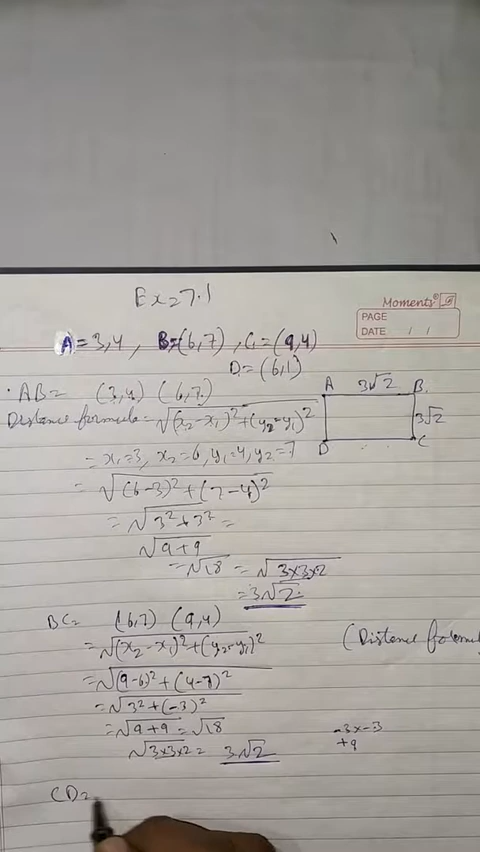 Ex=7.1
Moments
PAGE
DATE / /
A=3,4, B=(6,7), C=(9,4)
D=(6,1)
A 3√2 B
3√2
D C
. AB= (3,4) (6,7)
Distance formula=√(x₂-x₁)²+(y₂-y₁)²
=x₁=3, x₂=6, y₁=4, y₂=7
=√(6-3)²+(7-4)²
=√3²+3² =
√9+9
=√18 = √3×3×2
=3√2.
BC= (6,7) (9,4)
=√(x₂-x₁)²+(y₂-y₁)² (Distance formul
=√(9-6)²+(4-7)²
=√3²+(-3)²
=√9+9 =√18
√3×3×2= 3√2
-3x-3
+9
CD=